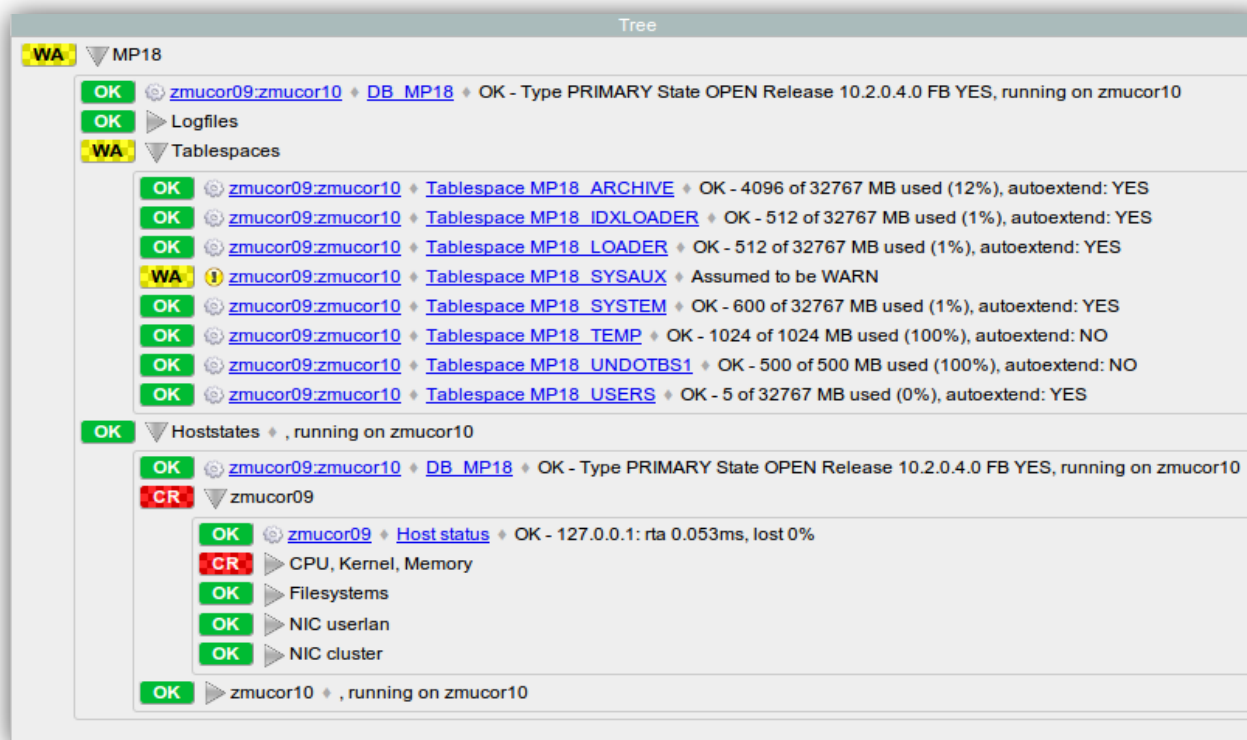 Tree
WA MP18
OK zmucor09:zmucor10 ♦ DB_MP18 ♦ OK - Type PRIMARY State OPEN Release 10.2.0.4.0 FB YES, running on zmucor10
OK Logfiles
WA Tablespaces
OK zmucor09:zmucor10 ♦ Tablespace MP18_ARCHIVE ♦ OK - 4096 of 32767 MB used (12%), autoextend: YES
OK zmucor09:zmucor10 ♦ Tablespace MP18_IDXLOADER ♦ OK - 512 of 32767 MB used (1%), autoextend: YES
OK zmucor09:zmucor10 ♦ Tablespace MP18_LOADER ♦ OK - 512 of 32767 MB used (1%), autoextend: YES
WA zmucor09:zmucor10 ♦ Tablespace MP18_SYSAUX ♦ Assumed to be WARN
OK zmucor09:zmucor10 ♦ Tablespace MP18_SYSTEM ♦ OK - 600 of 32767 MB used (1%), autoextend: YES
OK zmucor09:zmucor10 ♦ Tablespace MP18_TEMP ♦ OK - 1024 of 1024 MB used (100%), autoextend: NO
OK zmucor09:zmucor10 ♦ Tablespace MP18_UNDOTBS1 ♦ OK - 500 of 500 MB used (100%), autoextend: NO
OK zmucor09:zmucor10 ♦ Tablespace MP18_USERS ♦ OK - 5 of 32767 MB used (0%), autoextend: YES
OK Hoststates ♦ , running on zmucor10
OK zmucor09:zmucor10 ♦ DB_MP18 ♦ OK - Type PRIMARY State OPEN Release 10.2.0.4.0 FB YES, running on zmucor10
CR zmucor09
OK zmucor09 ♦ Host status ♦ OK - 127.0.0.1: rta 0.053ms, lost 0%
CR CPU, Kernel, Memory
OK Filesystems
OK NIC userlan
OK NIC cluster
OK zmucor10 ♦ , running on zmucor10